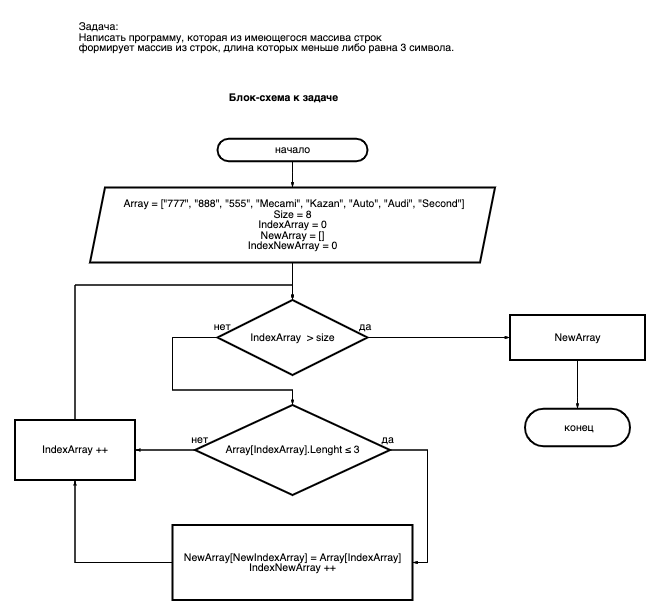 Задача:
Написать программу, которая из имеющегося массива строк
формирует массив из строк, длина которых меньше либо равна 3 символа.
Блок-схема к задаче
начало
Array = ["777", "888", "555", "Mecami", "Kazan", "Auto", "Audi", "Second"]
Size = 8
IndexArray = 0
NewArray = []
IndexNewArray = 0
нет
IndexArray > size
да
NewArray
конец
нет
Array[IndexArray].Lenght ≤ 3
да
IndexArray ++
NewArray[NewIndexArray] = Array[IndexArray]
IndexNewArray ++